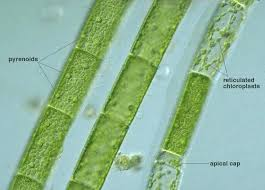 pyrenoids
reticulated
chloroplasts
apical cap